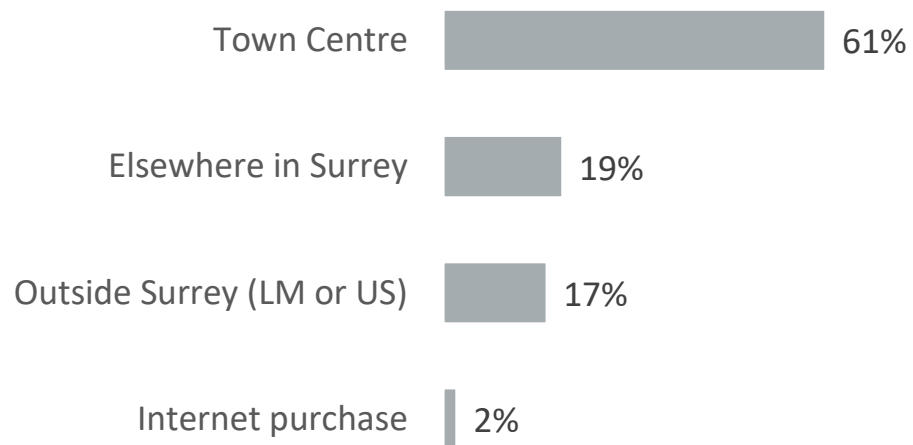 Town Centre 61%
Elsewhere in Surrey 19%
Outside Surrey (LM or US) 17%
Internet purchase 2%